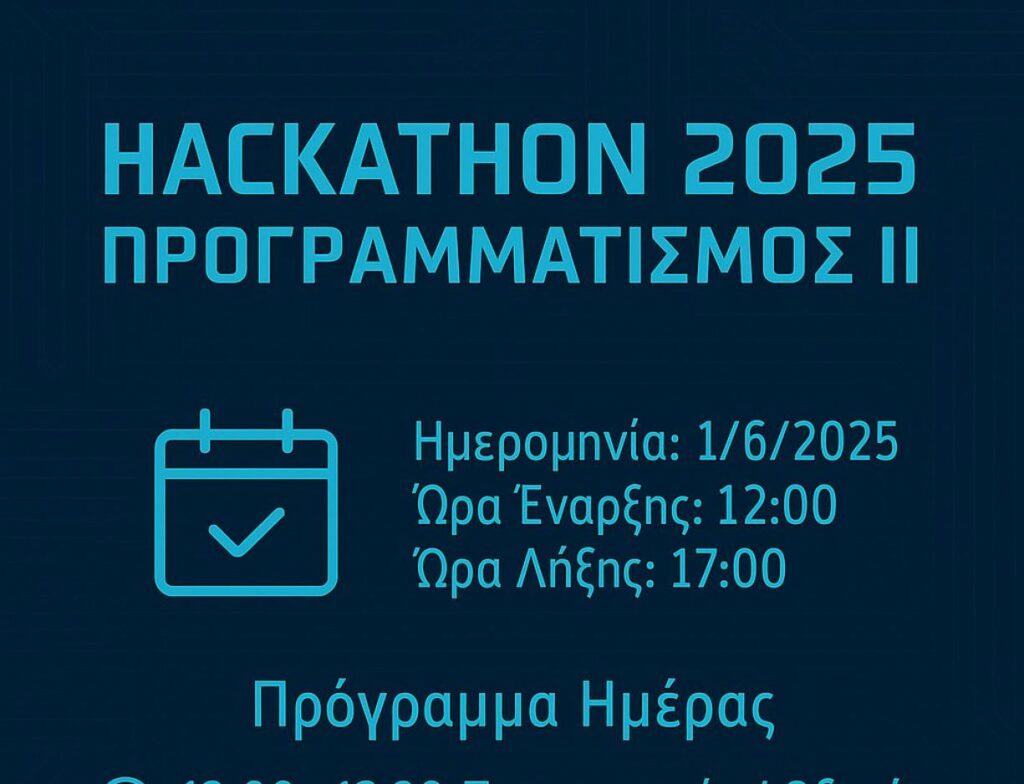 HACKATHON 2025
ΠΡΟΓΡΑΜΜΑΤΙΣΜΟΣ ΙΙ
Ημερομηνία: 1/6/2025
Ώρα Έναρξης: 12:00
Ώρα Λήξης: 17:00
Πρόγραμμα Ημέρας